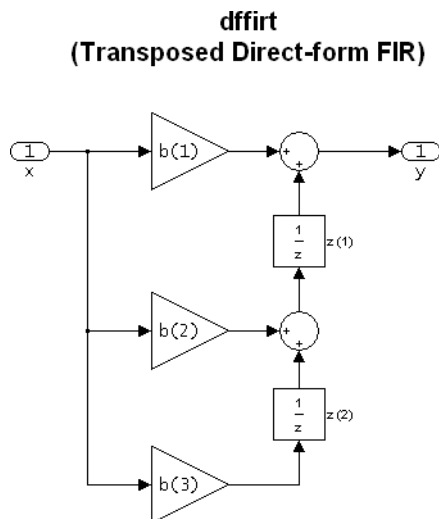 dffirt
(Transposed Direct-form FIR)
1
x
b(1)
+
+
1
y
1
z
z(1)
b(2)
+
+
1
z
z(2)
b(3)